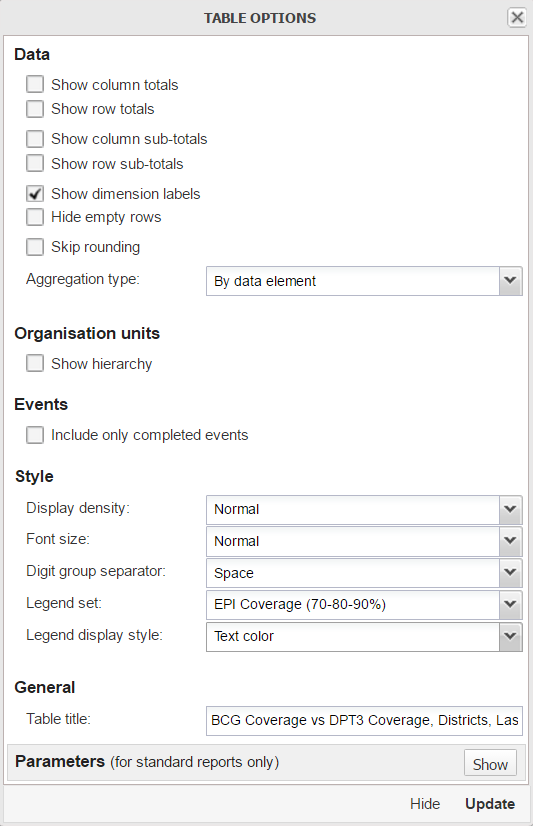 TABLE OPTIONS
Data
Show column totals
Show row totals
Show column sub-totals
Show row sub-totals
Show dimension labels
Hide empty rows
Skip rounding
Aggregation type: By data element
Organisation units
Show hierarchy
Events
Include only completed events
Style
Display density: Normal
Font size: Normal
Digit group separator: Space
Legend set: EPI Coverage (70-80-90%)
Legend display style: Text color
General
Table title: BCG Coverage vs DPT3 Coverage, Districts, Las
Parameters (for standard reports only) Show
Hide Update